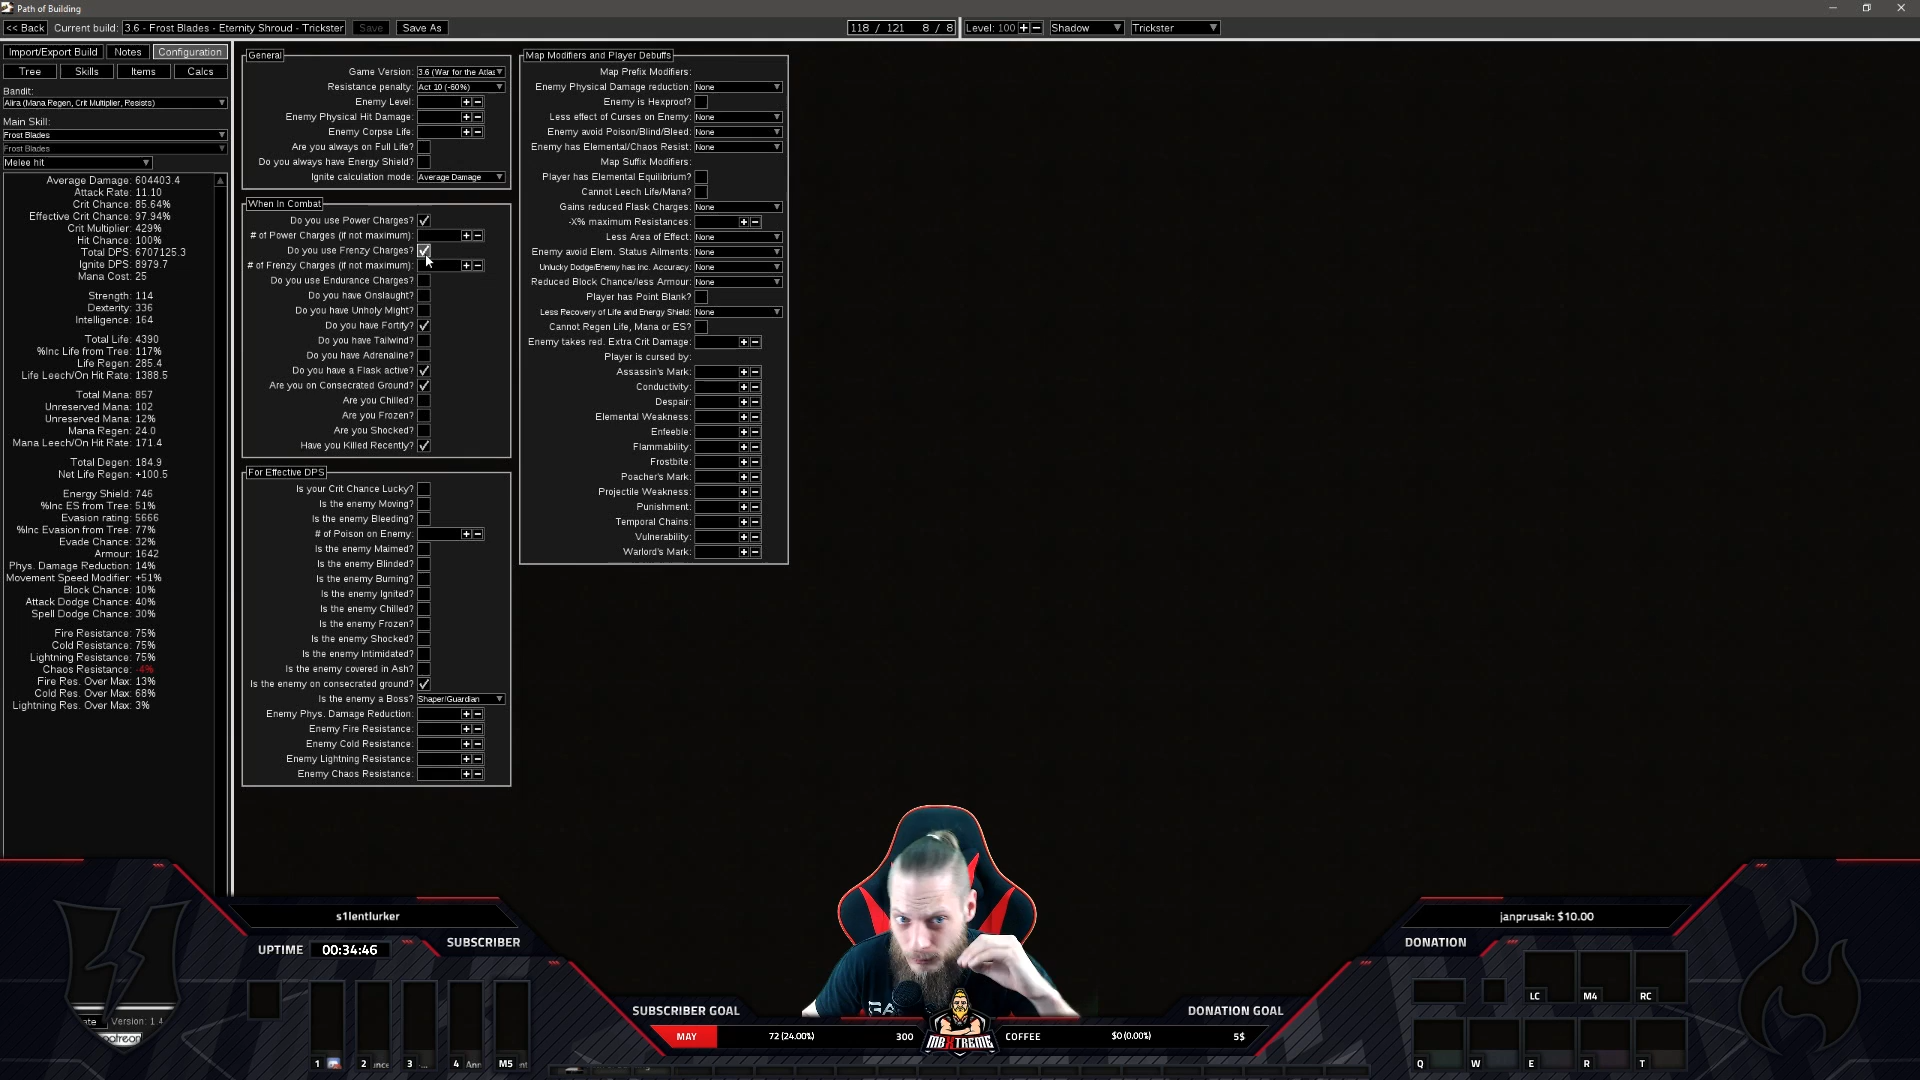 Path of Building
<< Back Current build: 3.6 - Frost Blades - Eternity Shroud - Trickster Save Save As 118 / 121 8 / 8 Level: 100 + - Shadow Trickster
Import/Export Build Notes Configuration
Tree Skills Items Calcs
Bandit:
Alira (Mana Regen, Crit Multiplier, Resists)
Main Skill:
Frost Blades
Frost Blades
Melee hit
Average Damage: 604403.4
Attack Rate: 11.10
Crit Chance: 85.64%
Effective Crit Chance: 97.94%
Crit Multiplier: 429%
Hit Chance: 100%
Total DPS: 6707125.3
Ignite DPS: 8979.7
Mana Cost: 25
Strength: 114
Dexterity: 336
Intelligence: 164
Total Life: 4390
%Inc Life from Tree: 117%
Life Regen: 285.4
Life Leech/On Hit Rate: 1388.5
Total Mana: 857
Unreserved Mana: 102
Unreserved Mana: 12%
Mana Regen: 24.0
Mana Leech/On Hit Rate: 171.4
Total Degen: 184.9
Net Life Regen: +100.5
Energy Shield: 746
%Inc ES from Tree: 51%
Evasion rating: 5666
%Inc Evasion from Tree: 77%
Evade Chance: 32%
Armour: 1642
Phys. Damage Reduction: 14%
Movement Speed Modifier: +51%
Block Chance: 10%
Attack Dodge Chance: 40%
Spell Dodge Chance: 30%
Fire Resistance: 75%
Cold Resistance: 75%
Lightning Resistance: 75%
Chaos Resistance: -4%
Fire Res. Over Max: 13%
Cold Res. Over Max: 68%
Lightning Res. Over Max: 3%
General
Game Version: 3.6 (War for the Atlas
Resistance penalty: Act 10 (-60%)
Enemy Level: + -
Enemy Physical Hit Damage: + -
Enemy Corpse Life: + -
Are you always on Full Life?
Do you always have Energy Shield?
Ignite calculation mode: Average Damage
When In Combat
Do you use Power Charges?
# of Power Charges (if not maximum): + -
Do you use Frenzy Charges?
# of Frenzy Charges (if not maximum): + -
Do you use Endurance Charges?
Do you have Onslaught?
Do you have Unholy Might?
Do you have Fortify?
Do you have Tailwind?
Do you have Adrenaline?
Do you have a Flask active?
Are you on Consecrated Ground?
Are you Chilled?
Are you Frozen?
Are you Shocked?
Have you Killed Recently?
For Effective DPS
Is your Crit Chance Lucky?
Is the enemy Moving?
Is the enemy Bleeding?
# of Poison on Enemy: + -
Is the enemy Maimed?
Is the enemy Blinded?
Is the enemy Burning?
Is the enemy Ignited?
Is the enemy Chilled?
Is the enemy Frozen?
Is the enemy Shocked?
Is the enemy Intimidated?
Is the enemy covered in Ash?
Is the enemy on consecrated ground?
Is the enemy a Boss? Shaper/Guardian
Enemy Phys. Damage Reduction: + -
Enemy Fire Resistance: + -
Enemy Cold Resistance: + -
Enemy Lightning Resistance: + -
Enemy Chaos Resistance: + -
Map Modifiers and Player Debuffs
Map Prefix Modifiers:
Enemy Physical Damage reduction: None
Enemy is Hexproof?
Less effect of Curses on Enemy: None
Enemy avoid Poison/Blind/Bleed: None
Enemy has Elemental/Chaos Resist: None
Map Suffix Modifiers:
Player has Elemental Equilibrium?
Cannot Leech Life/Mana?
Gains reduced Flask Charges: None
-X% maximum Resistances: + -
Less Area of Effect: None
Enemy avoid Elem. Status Ailments: None
Unlucky Dodge/Enemy has inc. Accuracy: None
Reduced Block Chance/less Armour: None
Player has Point Blank?
Less Recovery of Life and Energy Shield: None
Cannot Regen Life, Mana or ES?
Enemy takes red. Extra Crit Damage: + -
Player is cursed by:
Assassin's Mark: + -
Conductivity: + -
Despair: + -
Elemental Weakness: + -
Enfeeble: + -
Flammability: + -
Frostbite: + -
Poacher's Mark: + -
Projectile Weakness: + -
Punishment: + -
Temporal Chains: + -
Vulnerability: + -
Warlord's Mark: + -
s1lentlurker
UPTIME 00:34:46 SUBSCRIBER
Version: 1.4
1 2 3 4 M5
SUBSCRIBER GOAL
MAY 72 (24.00%) 300
MBXTREME
DONATION GOAL
COFFEE $0 (0.00%) 5$
janprusak: $10.00
DONATION
LC M4 RC
Q W E R T